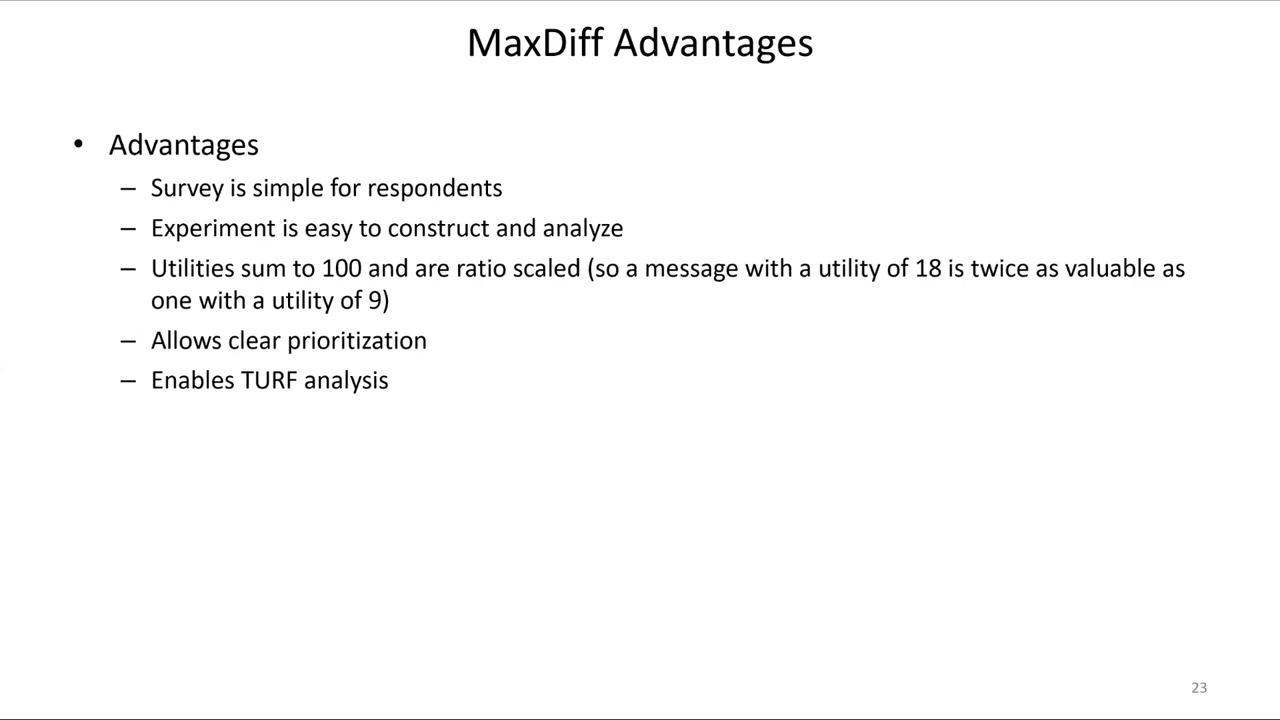 MaxDiff Advantages
• Advantages
– Survey is simple for respondents
– Experiment is easy to construct and analyze
– Utilities sum to 100 and are ratio scaled (so a message with a utility of 18 is twice as valuable as
one with a utility of 9)
– Allows clear prioritization
– Enables TURF analysis
23